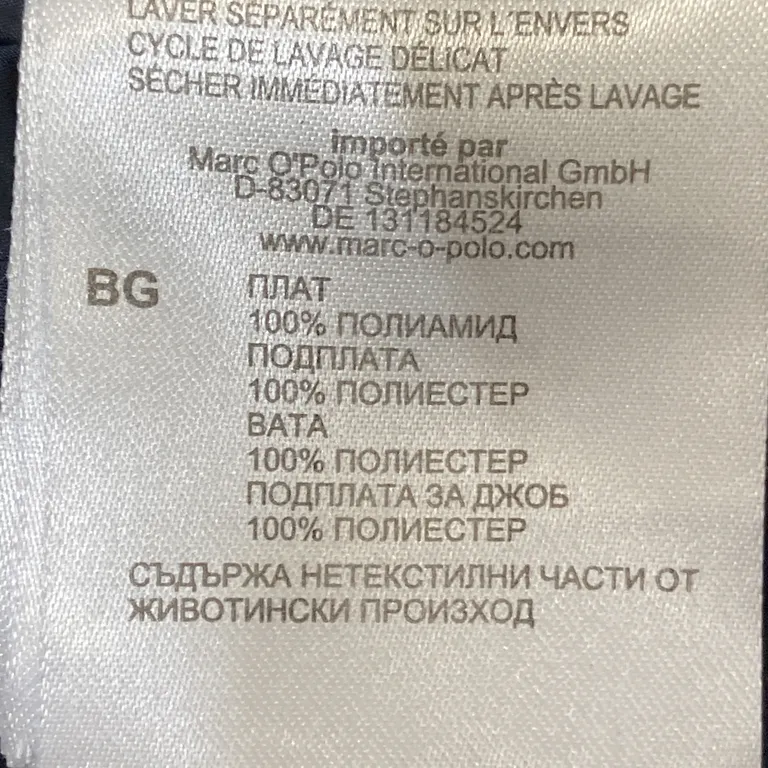 LAVER SÉPARÉMENT SUR L'ENVERS
CYCLE DE LAVAGE DÉLICAT
SÉCHER IMMÉDIATEMENT APRÈS LAVAGE
importé par
Marc O'Polo International GmbH
D-83071 Stephanskirchen
DE 131184524
www.marc-o-polo.com
BG ПЛАТ
100% ПОЛИАМИД
ПОДПЛАТА
100% ПОЛИЕСТЕР
ВАТА
100% ПОЛИЕСТЕР
ПОДПЛАТА ЗА ДЖОБ
100% ПОЛИЕСТЕР
СЪДЪРЖА НЕТЕКСТИЛНИ ЧАСТИ ОТ
ЖИВОТИНСКИ ПРОИЗХОД